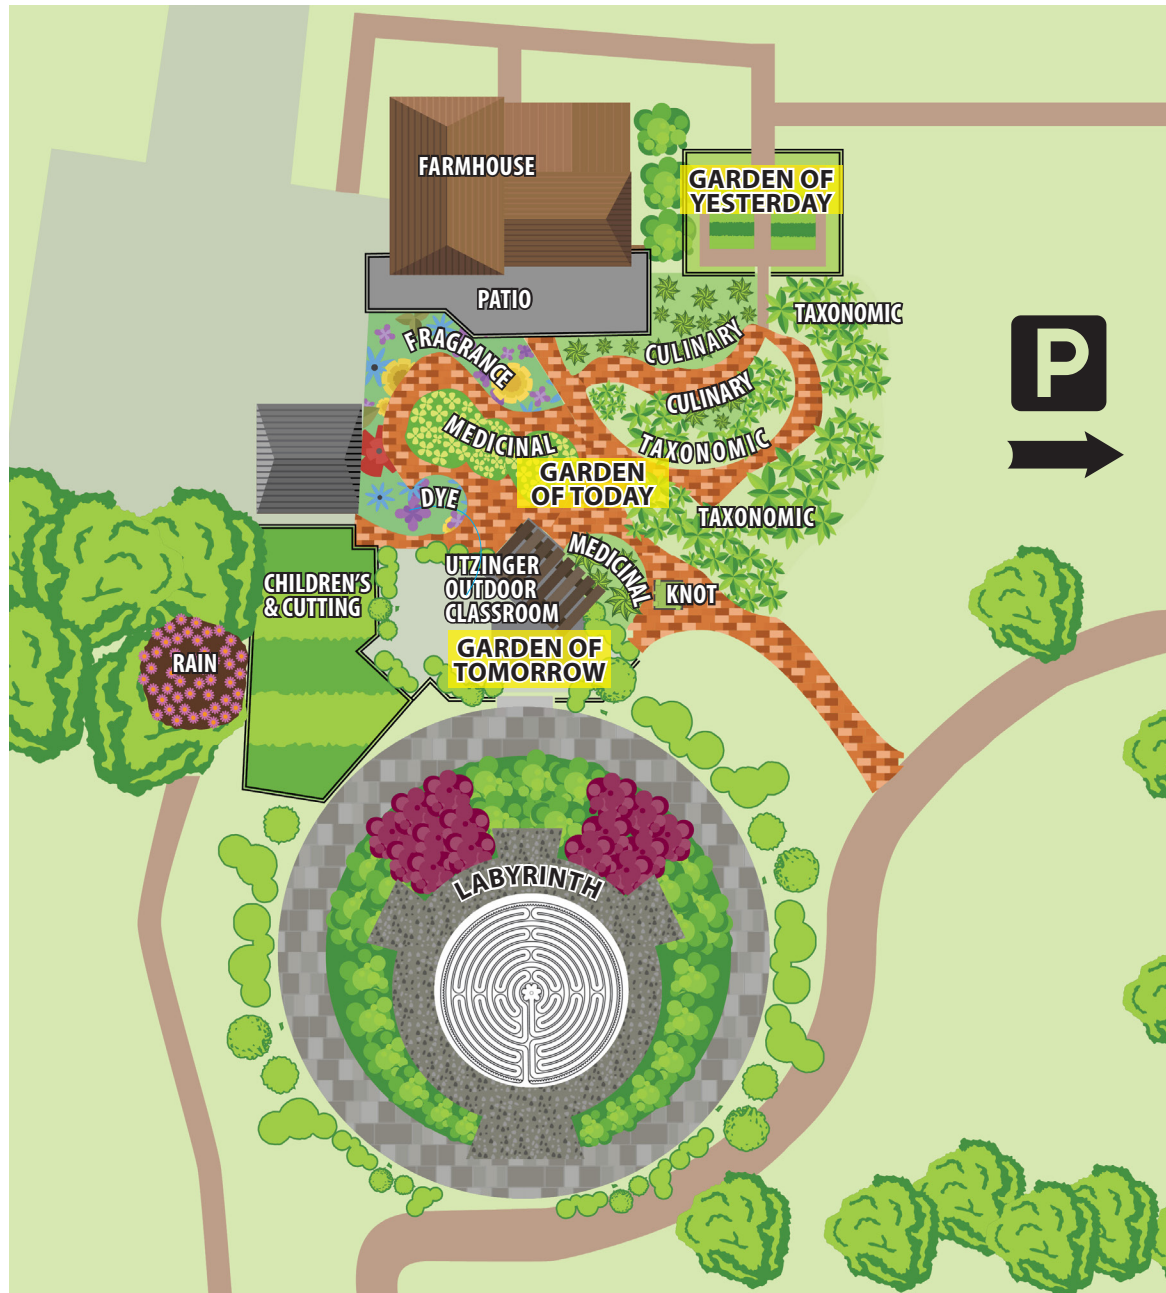 FARMHOUSE
GARDEN OF
YESTERDAY
PATIO
TAXONOMIC
FRAGRANCE
CULINARY
CULINARY
MEDICINAL
TAXONOMIC
GARDEN
OF TODAY
DYE
TAXONOMIC
MEDICINAL
UTZINGER
OUTDOOR
CLASSROOM
CHILDREN'S
& CUTTING
KNOT
GARDEN OF
TOMORROW
RAIN
LABYRINTH
P